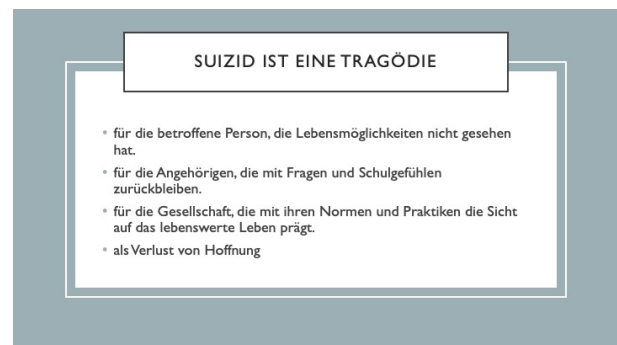 SUIZID IST EINE TRAGÖDIE
• für die betroffene Person, die Lebensmöglichkeiten nicht gesehen
hat.
• für die Angehörigen, die mit Fragen und Schulgefühlen
zurückbleiben.
• für die Gesellschaft, die mit ihren Normen und Praktiken die Sicht
auf das lebenswerte Leben prägt.
• als Verlust von Hoffnung